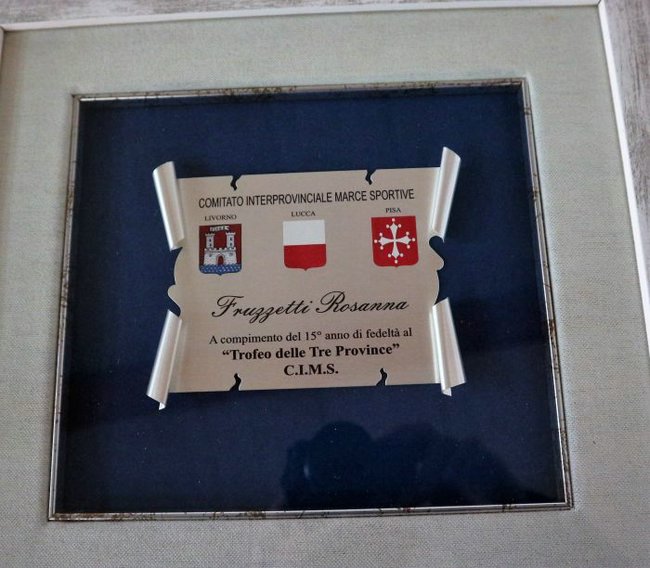 COMITATO INTERPROVINCIALE MARCE SPORTIVE
LIVORNO LUCCA PISA
Fruzzetti Rosanna
A compimento del 15° anno di fedeltà al
“Trofeo delle Tre Province”
C.I.M.S.